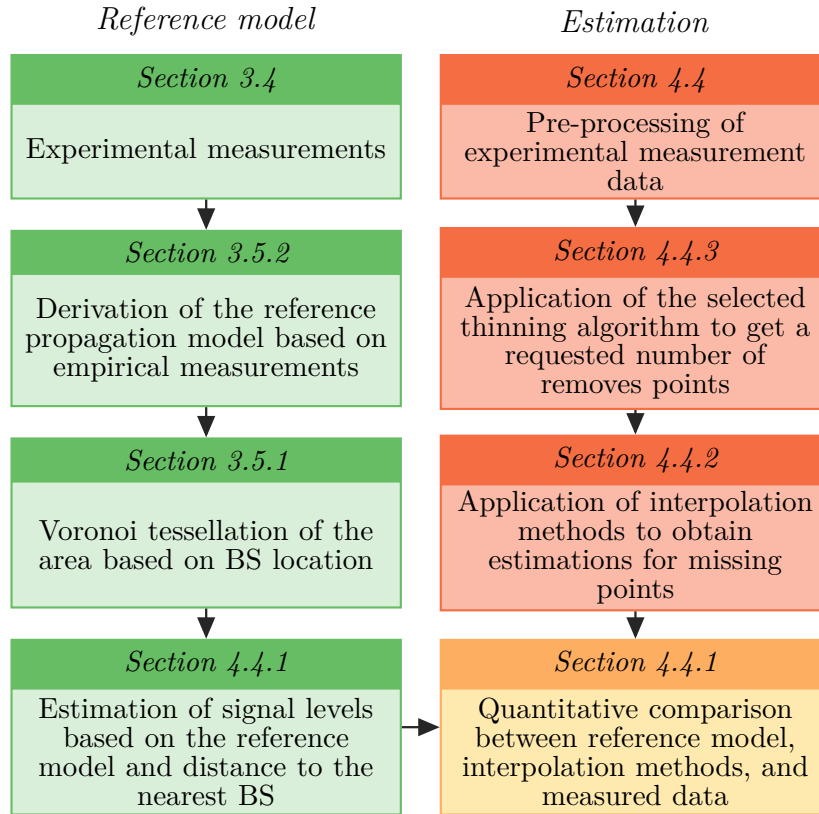 Reference model
Section 3.4
Experimental measurements
Section 3.5.2
Derivation of the reference
propagation model based on
empirical measurements
Section 3.5.1
Voronoi tessellation of the
area based on BS location
Section 4.4.1
Estimation of signal levels
based on the reference
model and distance to the
nearest BS
Estimation
Section 4.4
Pre-processing of
experimental measurement
data
Section 4.4.3
Application of the selected
thinning algorithm to get a
requested number of
removes points
Section 4.4.2
Application of interpolation
methods to obtain
estimations for missing
points
Section 4.4.1
Quantitative comparison
between reference model,
interpolation methods, and
measured data